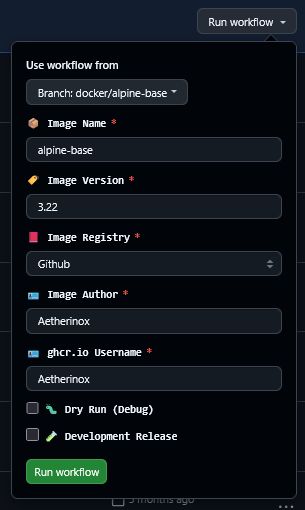 Run workflow
Use workflow from
Branch: docker/alpine-base
Image Name *
alpine-base
Image Version *
3.22
Image Registry *
Github
Image Author *
Aetherinox
ghcr.io Username *
Aetherinox
Dry Run (Debug)
Development Release
Run workflow
3 months ago